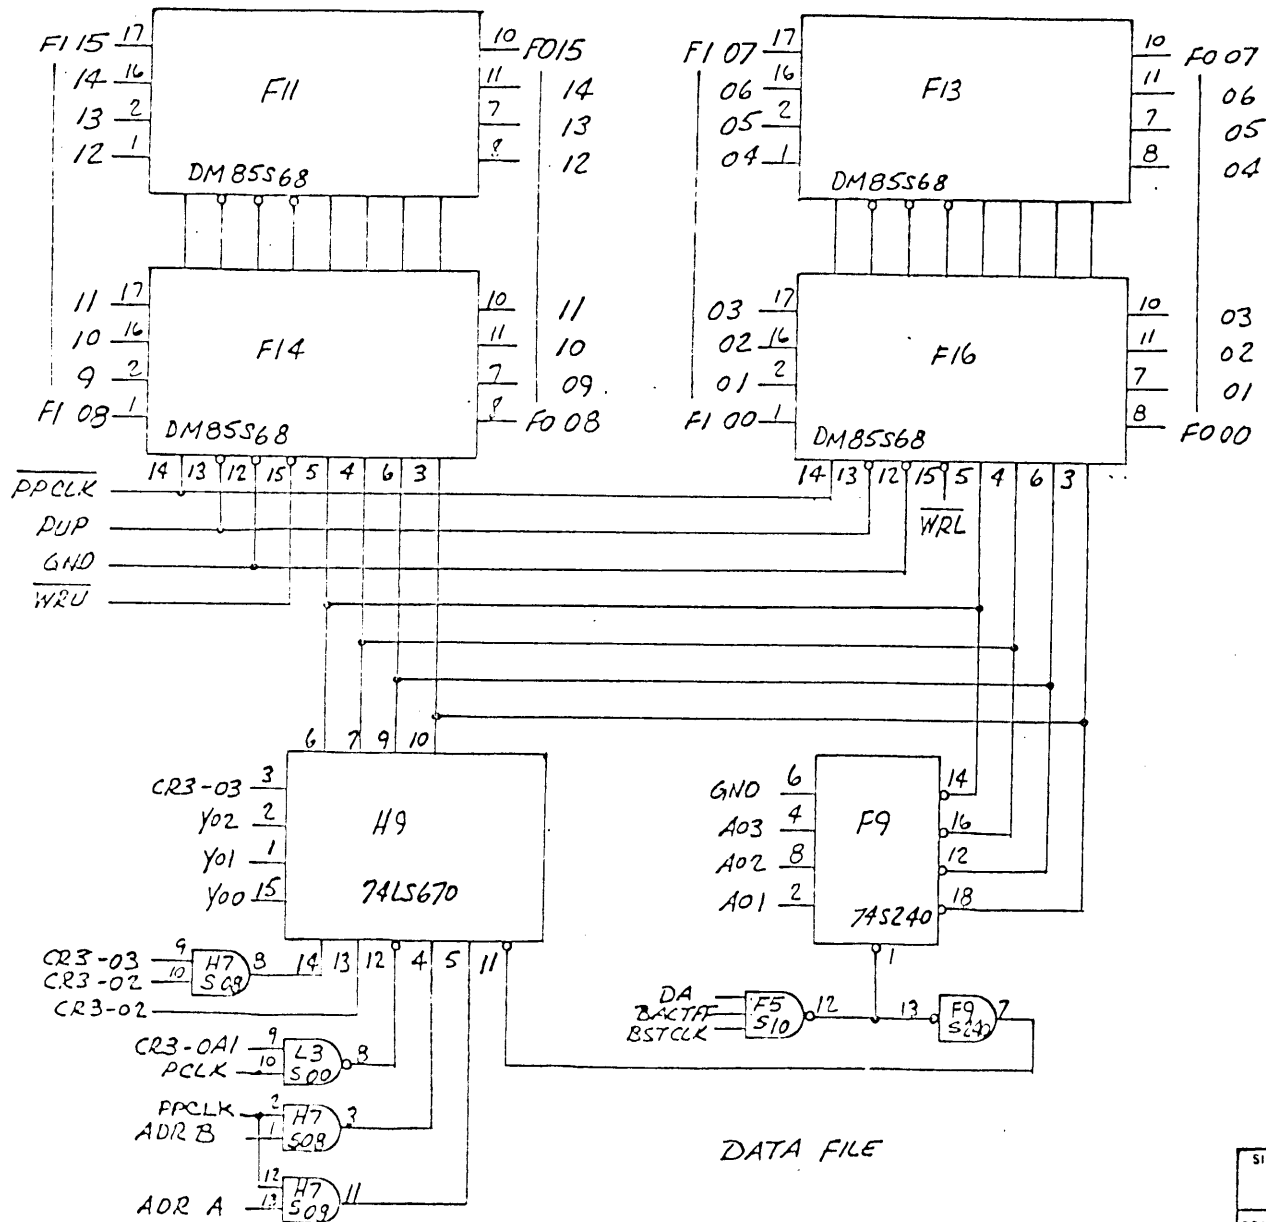 FI 15 17 F11 10 FO 15
14 16 11 14
13 2 7 13
12 1 8 12
DM85S68
FI 07 17 F13 10 FO 07
06 16 11 06
05 2 7 05
04 1 8 04
DM85S68
11 17 F14 10 11
10 16 11 10
9 2 7 09
FI 08 1 8 FO 08
DM85S68
14 13 12 15 5 4 6 3
03 17 F16 10 03
02 16 11 02
01 2 7 01
FI 00 1 8 FO 00
DM85S68
14 13 12 15 5 4 6 3
PPCLK
PUP
GND
WRU
WRL
6 7 9 10
CR3-03 3
Y02 2
Y01 1
Y00 15
H9
74LS670
14 13 12 4 5 11
GND 6 14
A03 4 16
A02 8 12
A01 2 18
F9
74S240
1
CR3-03 9
CR3-02 10
H7 8
S08
CR3-02
CR3-0A1 9
PCLK 10
L3 8
S00
PPCLK 2
ADR B 1
H7 3
S08
12
ADR A 13
H7 11
S09
DA
BACTFF
BSTCLK
F5 12
S10
13 F9 7
S240
DATA FILE